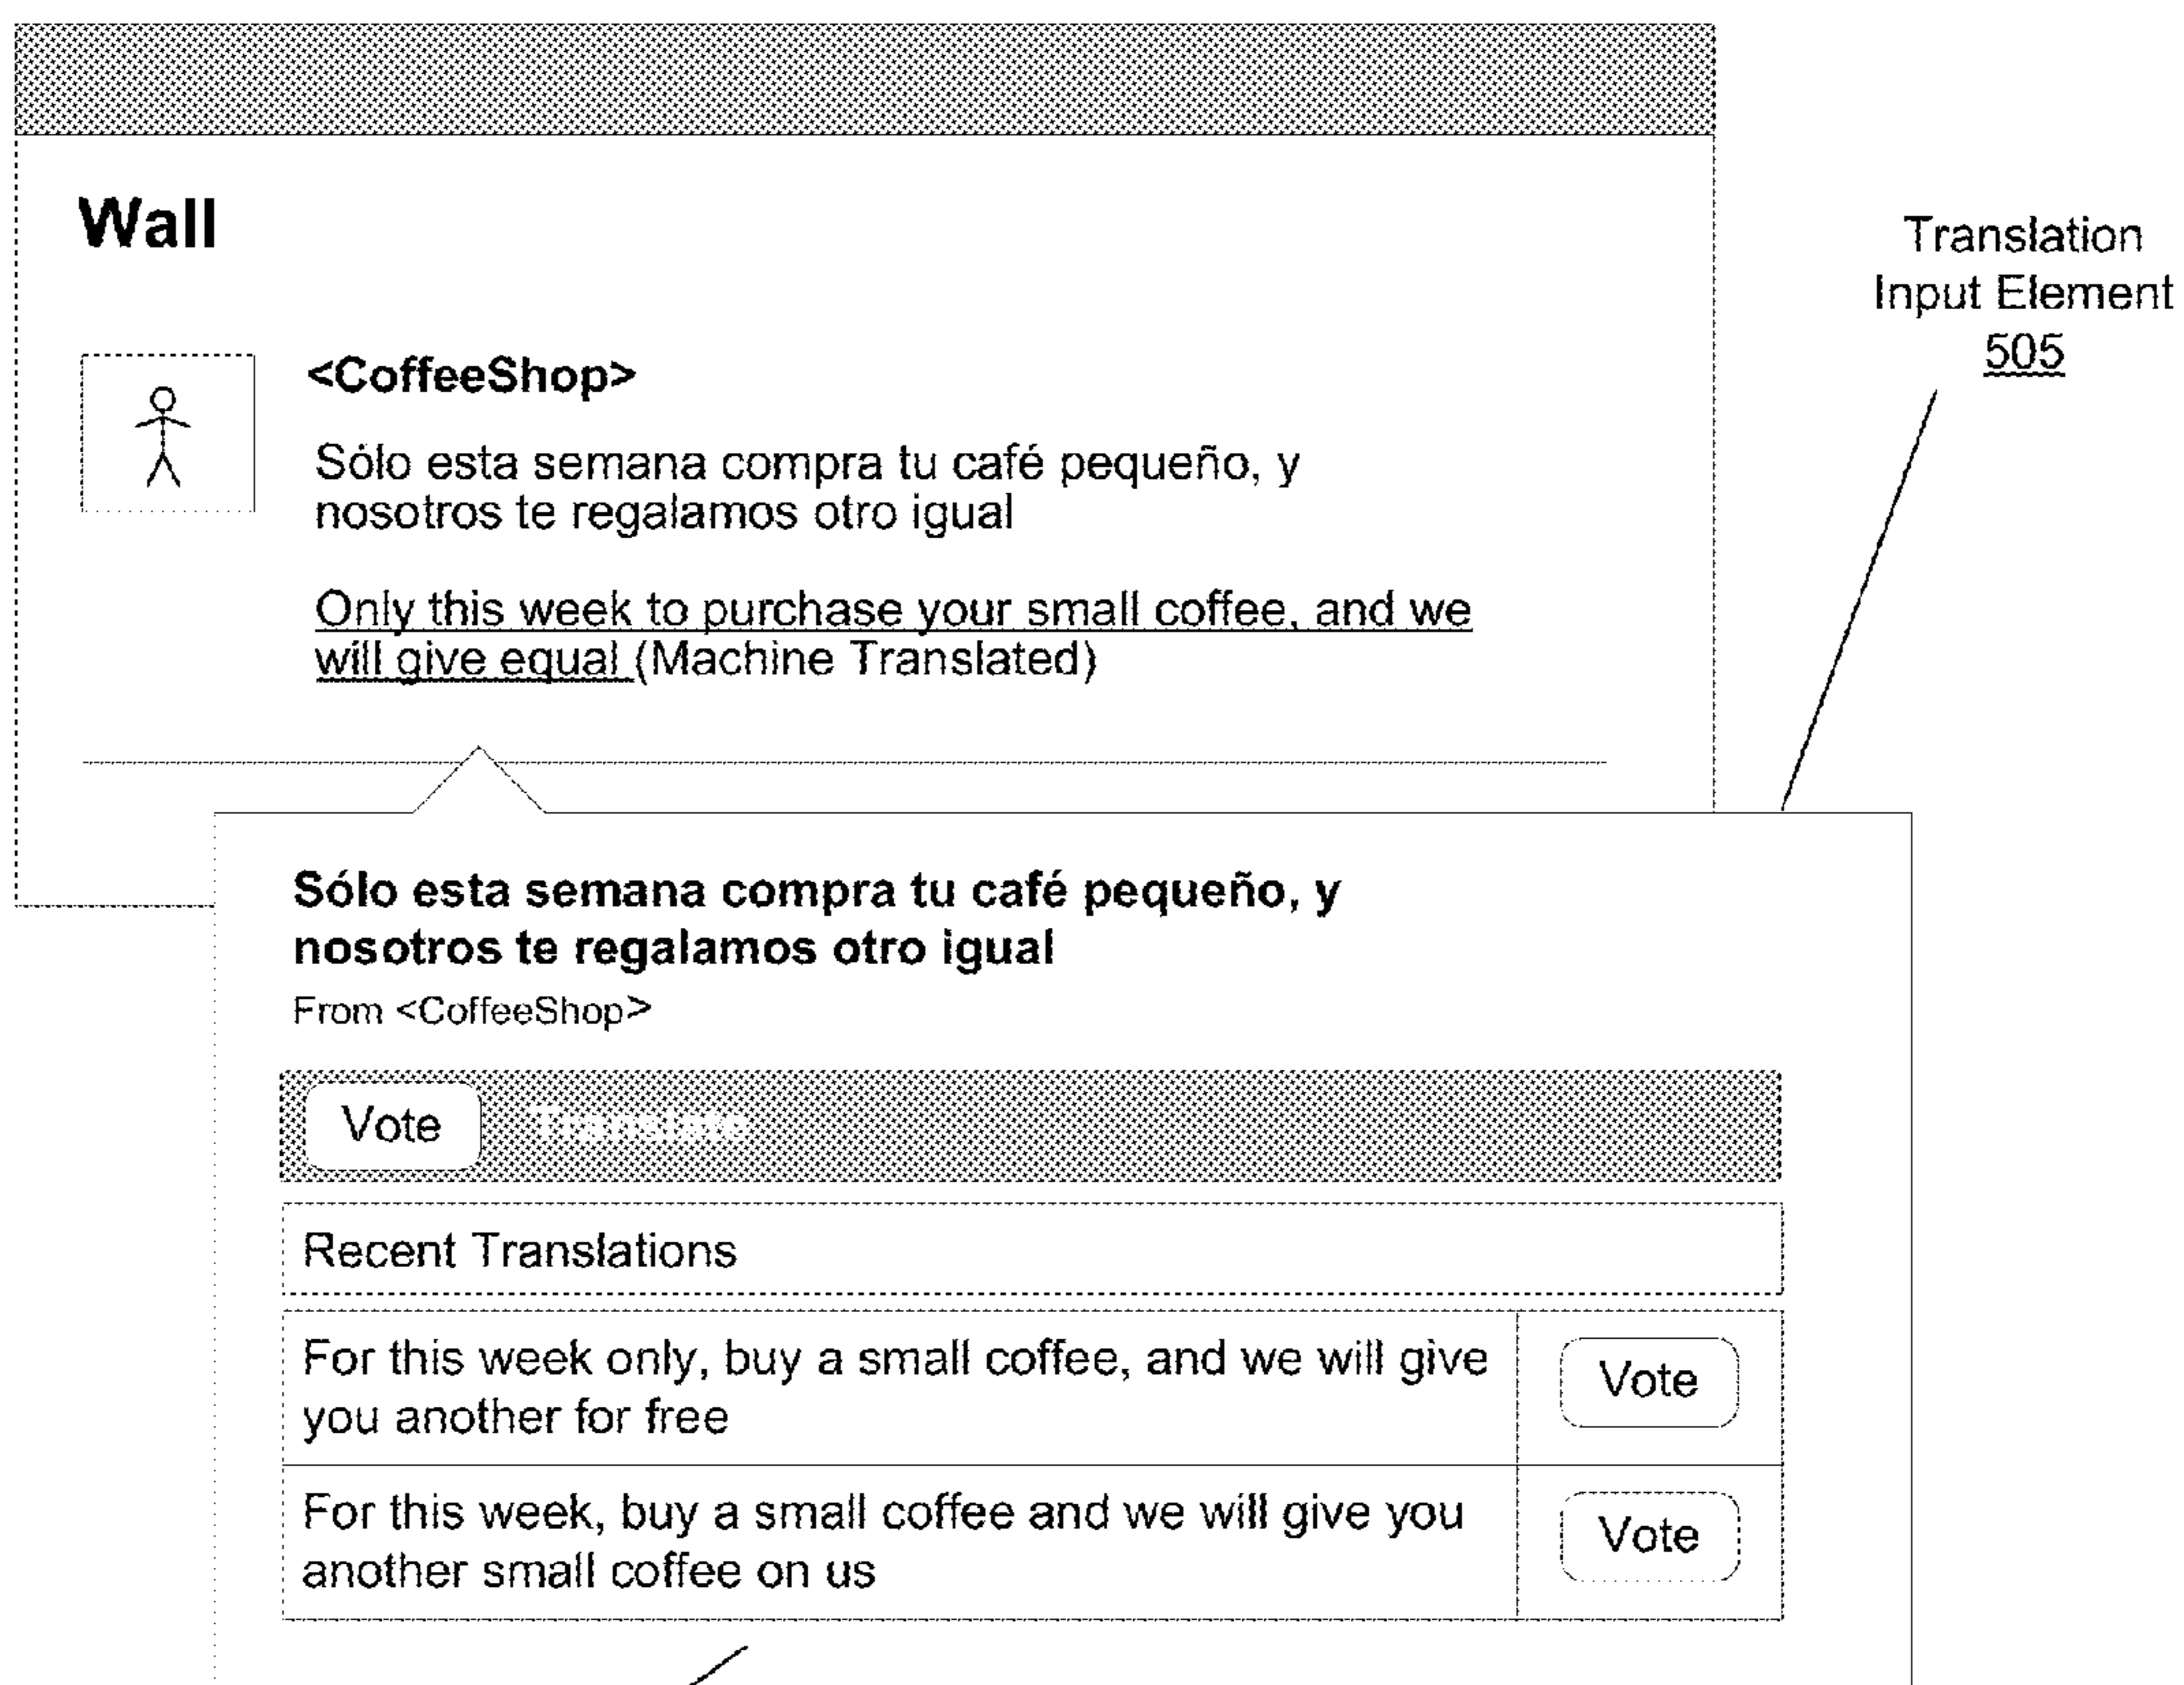 Wall
Translation
Input Element
505
<CoffeeShop>
Sólo esta semana compra tu café pequeño, y
nosotros te regalamos otro igual
Only this week to purchase your small coffee, and we
will give equal (Machine Translated)
Sólo esta semana compra tu café pequeño, y
nosotros te regalamos otro igual
From <CoffeeShop>
Vote Translate
Recent Translations
For this week only, buy a small coffee, and we will give
you another for free
Vote
For this week, buy a small coffee and we will give you
another small coffee on us
Vote